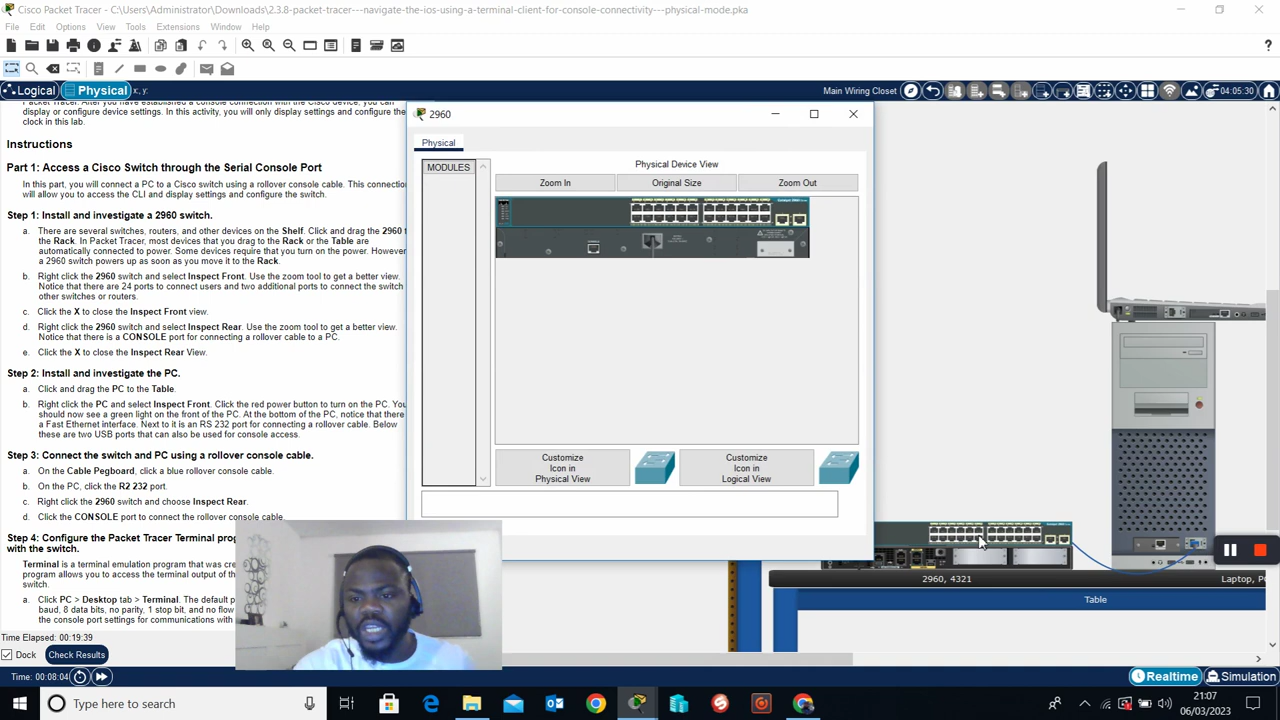 Cisco Packet Tracer - C:\Users\Administrator\Downloads\2.3.8-packet-tracer---navigate-the-ios-using-a-terminal-client-for-console-connectivity---physical-mode.pka
File Edit Options View Tools Extensions Window Help
Logical Physical x, y: Main Wiring Closet 04:05:30
Packet Tracer. After you have established a console connection with the Cisco device, you can
display or configure device settings. In this activity, you will only display settings and configure the
clock in this lab.
Instructions
Part 1: Access a Cisco Switch through the Serial Console Port
In this part, you will connect a PC to a Cisco switch using a rollover console cable. This connection
will allow you to access the CLI and display settings and configure the switch.
Step 1: Install and investigate a 2960 switch.
a. There are several switches, routers, and other devices on the Shelf. Click and drag the 2960
the Rack. In Packet Tracer, most devices that you drag to the Rack or the Table are
automatically connected to power. Some devices require that you turn on the power. However
a 2960 switch powers up as soon as you move it to the Rack.
b. Right click the 2960 switch and select Inspect Front. Use the zoom tool to get a better view.
Notice that there are 24 ports to connect users and two additional ports to connect the switch
other switches or routers.
c. Click the X to close the Inspect Front view.
d. Right click the 2960 switch and select Inspect Rear. Use the zoom tool to get a better view.
Notice that there is a CONSOLE port for connecting a rollover cable to a PC.
e. Click the X to close the Inspect Rear View.
Step 2: Install and investigate the PC.
a. Click and drag the PC to the Table.
b. Right click the PC and select Inspect Front. Click the red power button to turn on the PC. You
should now see a green light on the front of the PC. At the bottom of the PC, notice that there
a Fast Ethernet interface. Next to it is an RS 232 port for connecting a rollover cable. Below
these are two USB ports that can also be used for console access.
Step 3: Connect the switch and PC using a rollover console cable.
a. On the Cable Pegboard, click a blue rollover console cable.
b. On the PC, click the R2 232 port.
c. Right click the 2960 switch and choose Inspect Rear.
d. Click the CONSOLE port to connect the rollover console cable.
Step 4: Configure the Packet Tracer Terminal
with the switch.
Terminal is a terminal emulation program that was
program allows you to access the terminal output of
switch.
a. Click PC > Desktop tab > Terminal. The default
baud, 8 data bits, no parity, 1 stop bit, and no flow
the console port settings for communications with
Time Elapsed: 00:19:39
Dock Check Results
Time: 00:08:04
2960
Physical
MODULES
Physical Device View
Zoom In Original Size Zoom Out
Customize
Icon in
Physical View
Customize
Icon in
Logical View
2960, 4321
Laptop,
Table
Realtime Simulation
Type here to search
21:07
06/03/2023